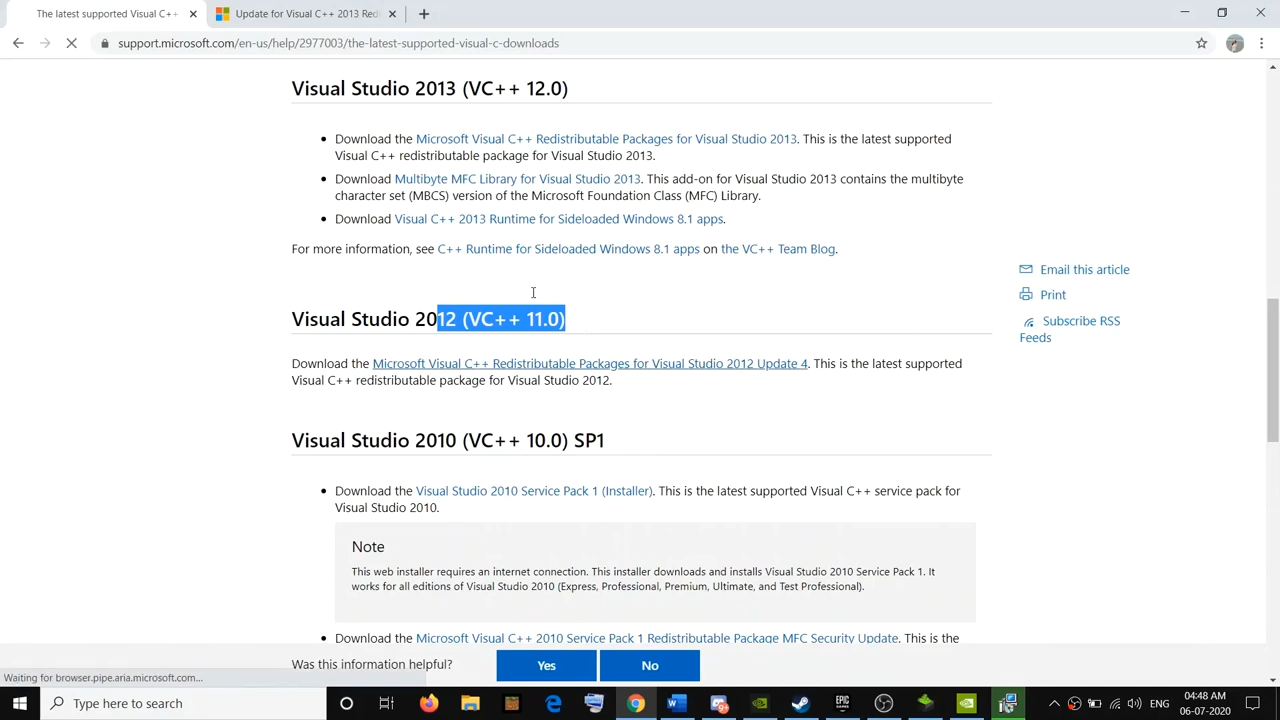 The latest supported Visual C++
Update for Visual C++ 2013 Red
support.microsoft.com/en-us/help/2977003/the-latest-supported-visual-c-downloads
Visual Studio 2013 (VC++ 12.0)
Download the Microsoft Visual C++ Redistributable Packages for Visual Studio 2013. This is the latest supported
Visual C++ redistributable package for Visual Studio 2013.
Download Multibyte MFC Library for Visual Studio 2013. This add-on for Visual Studio 2013 contains the multibyte
character set (MBCS) version of the Microsoft Foundation Class (MFC) Library.
Download Visual C++ 2013 Runtime for Sideloaded Windows 8.1 apps.
For more information, see C++ Runtime for Sideloaded Windows 8.1 apps on the VC++ Team Blog.
Email this article
Print
Subscribe RSS
Feeds
Visual Studio 2012 (VC++ 11.0)
Download the Microsoft Visual C++ Redistributable Packages for Visual Studio 2012 Update 4. This is the latest supported
Visual C++ redistributable package for Visual Studio 2012.
Visual Studio 2010 (VC++ 10.0) SP1
Download the Visual Studio 2010 Service Pack 1 (Installer). This is the latest supported Visual C++ service pack for
Visual Studio 2010.
Note
This web installer requires an internet connection. This installer downloads and installs Visual Studio 2010 Service Pack 1. It
works for all editions of Visual Studio 2010 (Express, Professional, Premium, Ultimate, and Test Professional).
Download the Microsoft Visual C++ 2010 Service Pack 1 Redistributable Package MFC Security Update. This is the
Was this information helpful?
Yes
No
Waiting for browser.pipe.aria.microsoft.com...
Type here to search
ENG
04:48 AM
06-07-2020